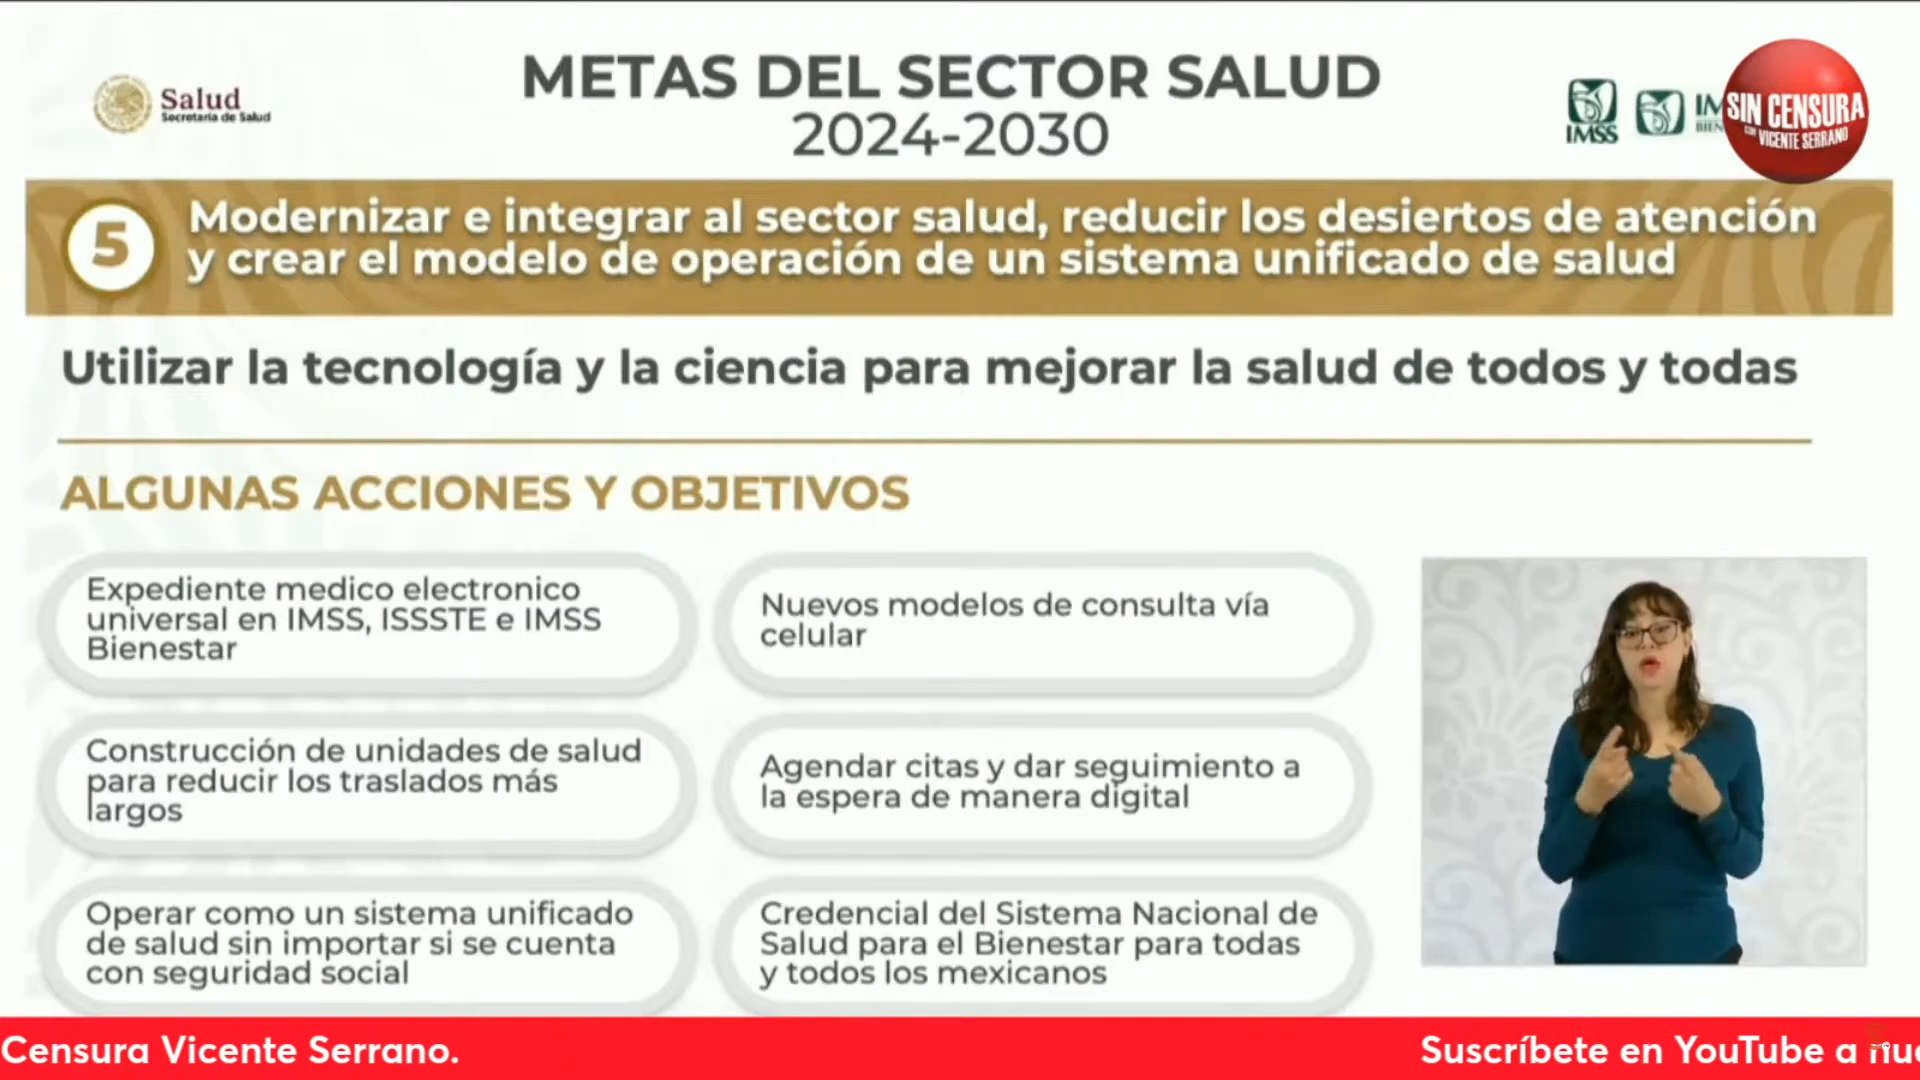 METAS DEL SECTOR SALUD
2024-2030
Salud
Secretaría de Salud
IMSS
SIN CENSURA
CON VICENTE SERRANO
5
Modernizar e integrar al sector salud, reducir los desiertos de atención
y crear el modelo de operación de un sistema unificado de salud
Utilizar la tecnología y la ciencia para mejorar la salud de todos y todas
ALGUNAS ACCIONES Y OBJETIVOS
Expediente medico electronico
universal en IMSS, ISSSTE e IMSS
Bienestar
Nuevos modelos de consulta vía
celular
Construcción de unidades de salud
para reducir los traslados más
largos
Agendar citas y dar seguimiento a
la espera de manera digital
Operar como un sistema unificado
de salud sin importar si se cuenta
con seguridad social
Credencial del Sistema Nacional de
Salud para el Bienestar para todas
y todos los mexicanos
Censura Vicente Serrano.
Suscríbete en YouTube a